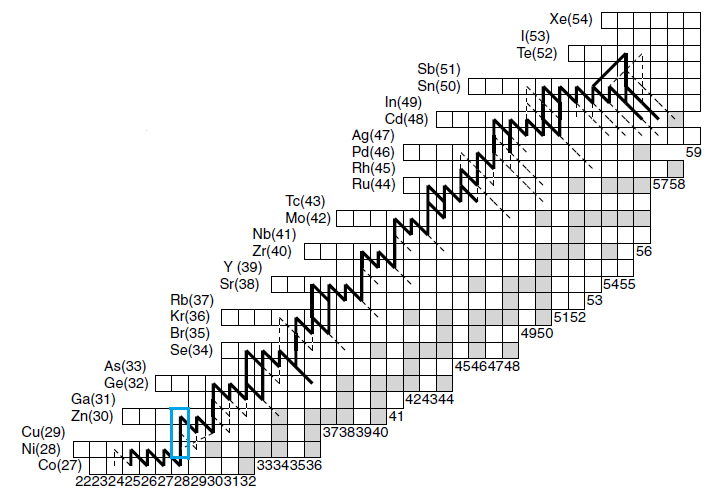 Xe(54)
I(53)
Te(52)
Sb(51)
Sn(50)
In(49)
Cd(48)
Ag(47)
Pd(46)
59
Rh(45)
Ru(44)
5758
Tc(43)
Mo(42)
Nb(41)
Zr(40)
56
Y (39)
Sr(38)
5455
Rb(37)
53
Kr(36)
5152
Br(35)
4950
Se(34)
As(33)
45464748
Ge(32)
Ga(31)
424344
Zn(30)
41
Cu(29)
37383940
Ni(28)
Co(27)
33343536
2223242526272829303132